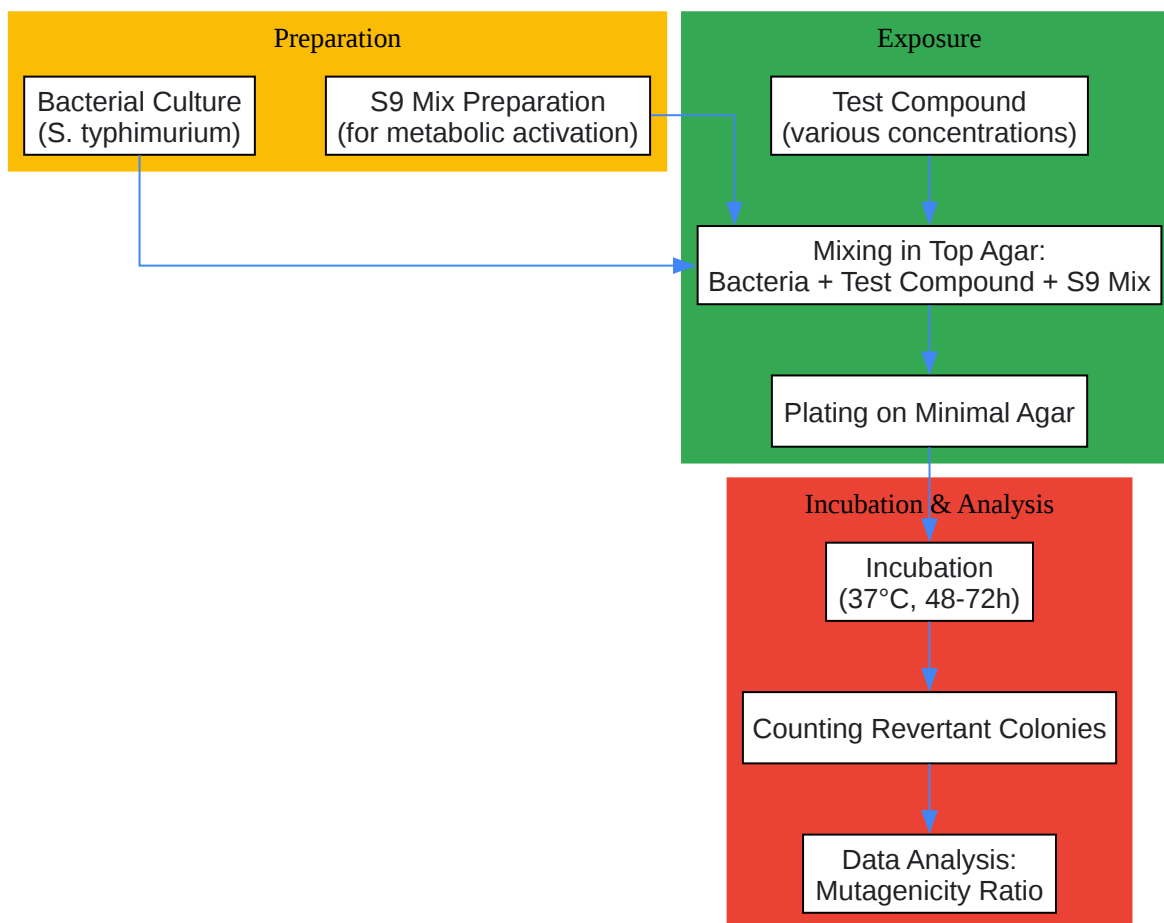 Preparation
Bacterial Culture
(S. typhimurium)
S9 Mix Preparation
(for metabolic activation)
Exposure
Test Compound
(various concentrations)
Mixing in Top Agar:
Bacteria + Test Compound + S9 Mix
Plating on Minimal Agar
Incubation & Analysis
Incubation
(37°C, 48-72h)
Counting Revertant Colonies
Data Analysis:
Mutagenicity Ratio